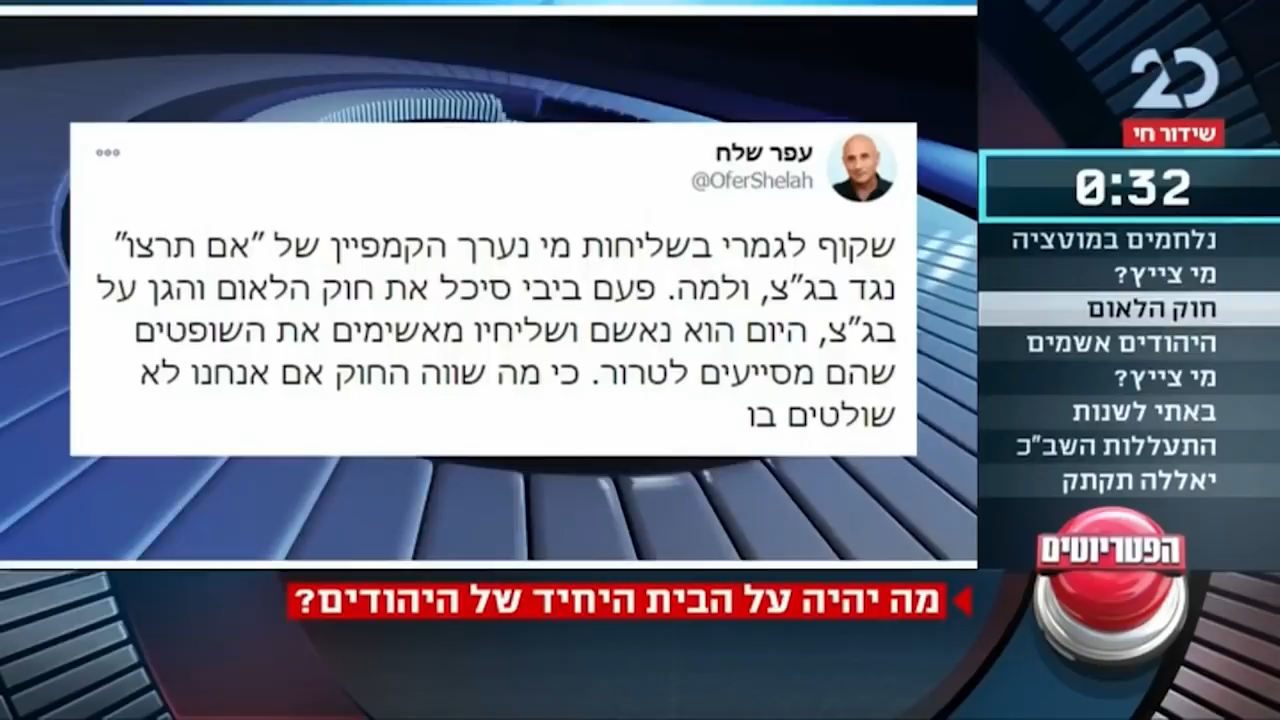 עפר שלח
@OferShelah
שקוף לגמרי בשליחות מי נערך הקמפיין של "אם תרצו"
נגד בג"צ, ולמה. פעם ביבי סיכל את חוק הלאום והגן על
בג"צ, היום הוא נאשם ושליחיו מאשימים את השופטים
שהם מסייעים לטרור. כי מה שווה החוק אם אנחנו לא
שולטים בו
20
שידור חי
0:32
נלחמים במוטציה
מי צייץ?
חוק הלאום
היהודים אשמים
מי צייץ?
באתי לשנות
התעללות השב"כ
יאללה תקתק
הפטריוטים
מה יהיה על הבית היחיד של היהודים?